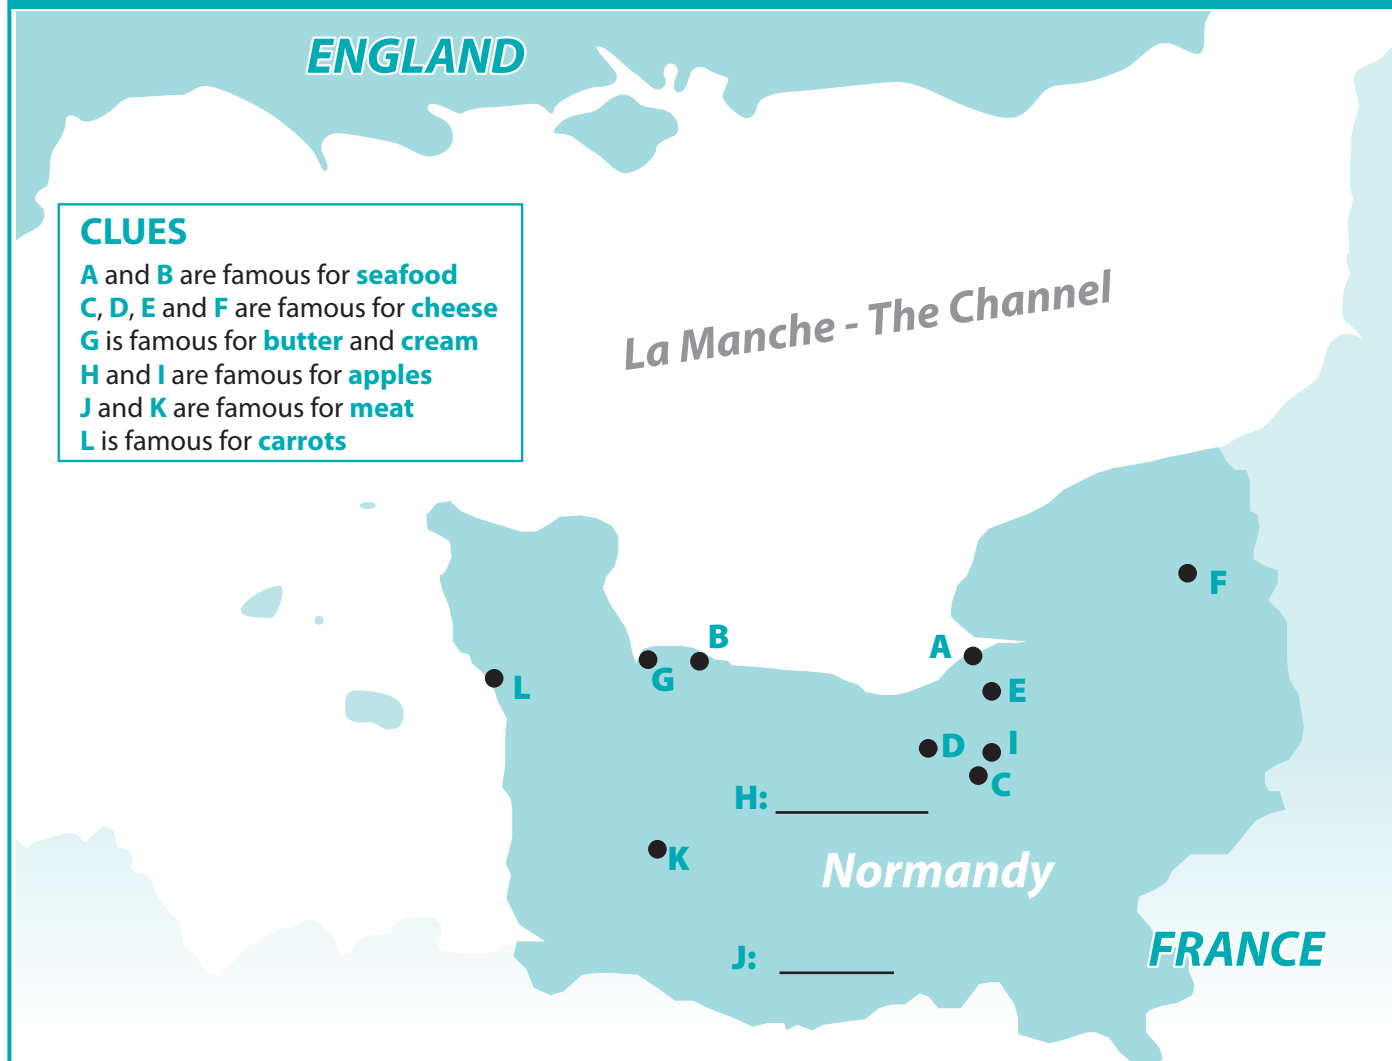 ENGLAND
CLUES
A and B are famous for seafood
C, D, E and F are famous for cheese
G is famous for butter and cream
H and I are famous for apples
J and K are famous for meat
L is famous for carrots
La Manche - The Channel
F
B
A
G
L
E
D
I
C
H: __________
K
Normandy
FRANCE
J: ________